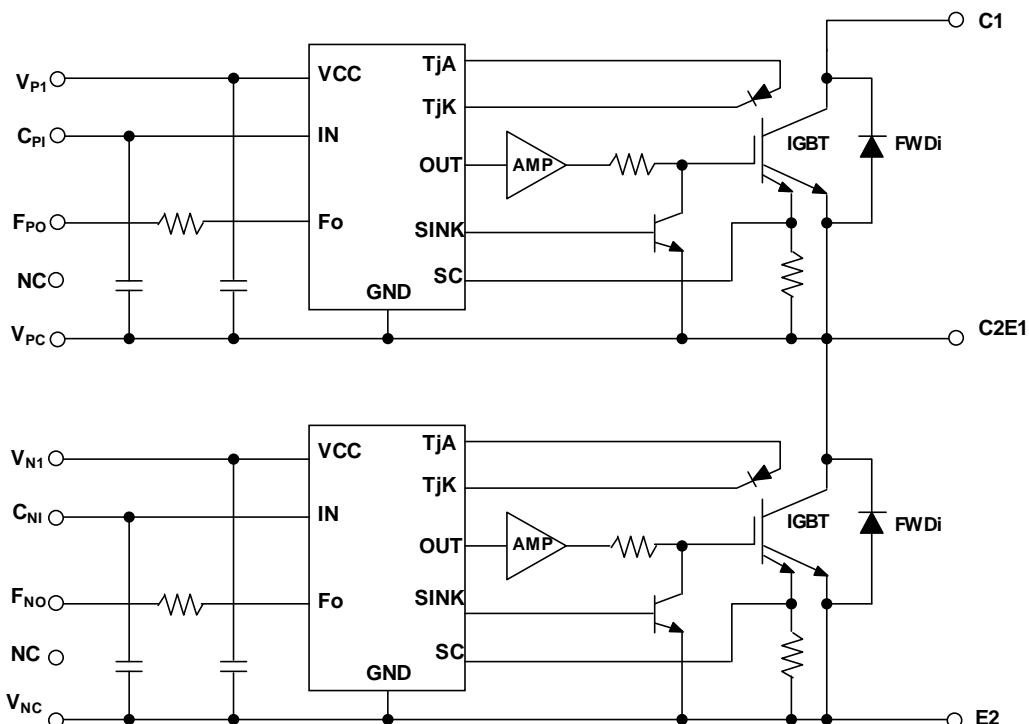 C1
TjA
VP1
VCC
TjK
CPI
IN
IGBT
FWDi
OUT
AMP
FPO
Fo
SINK
SC
NC
GND
VPC
C2E1
TjA
VN1
VCC
TjK
CNI
IN
IGBT
FWDi
OUT
AMP
FNO
Fo
SINK
NC
SC
GND
VNC
E2